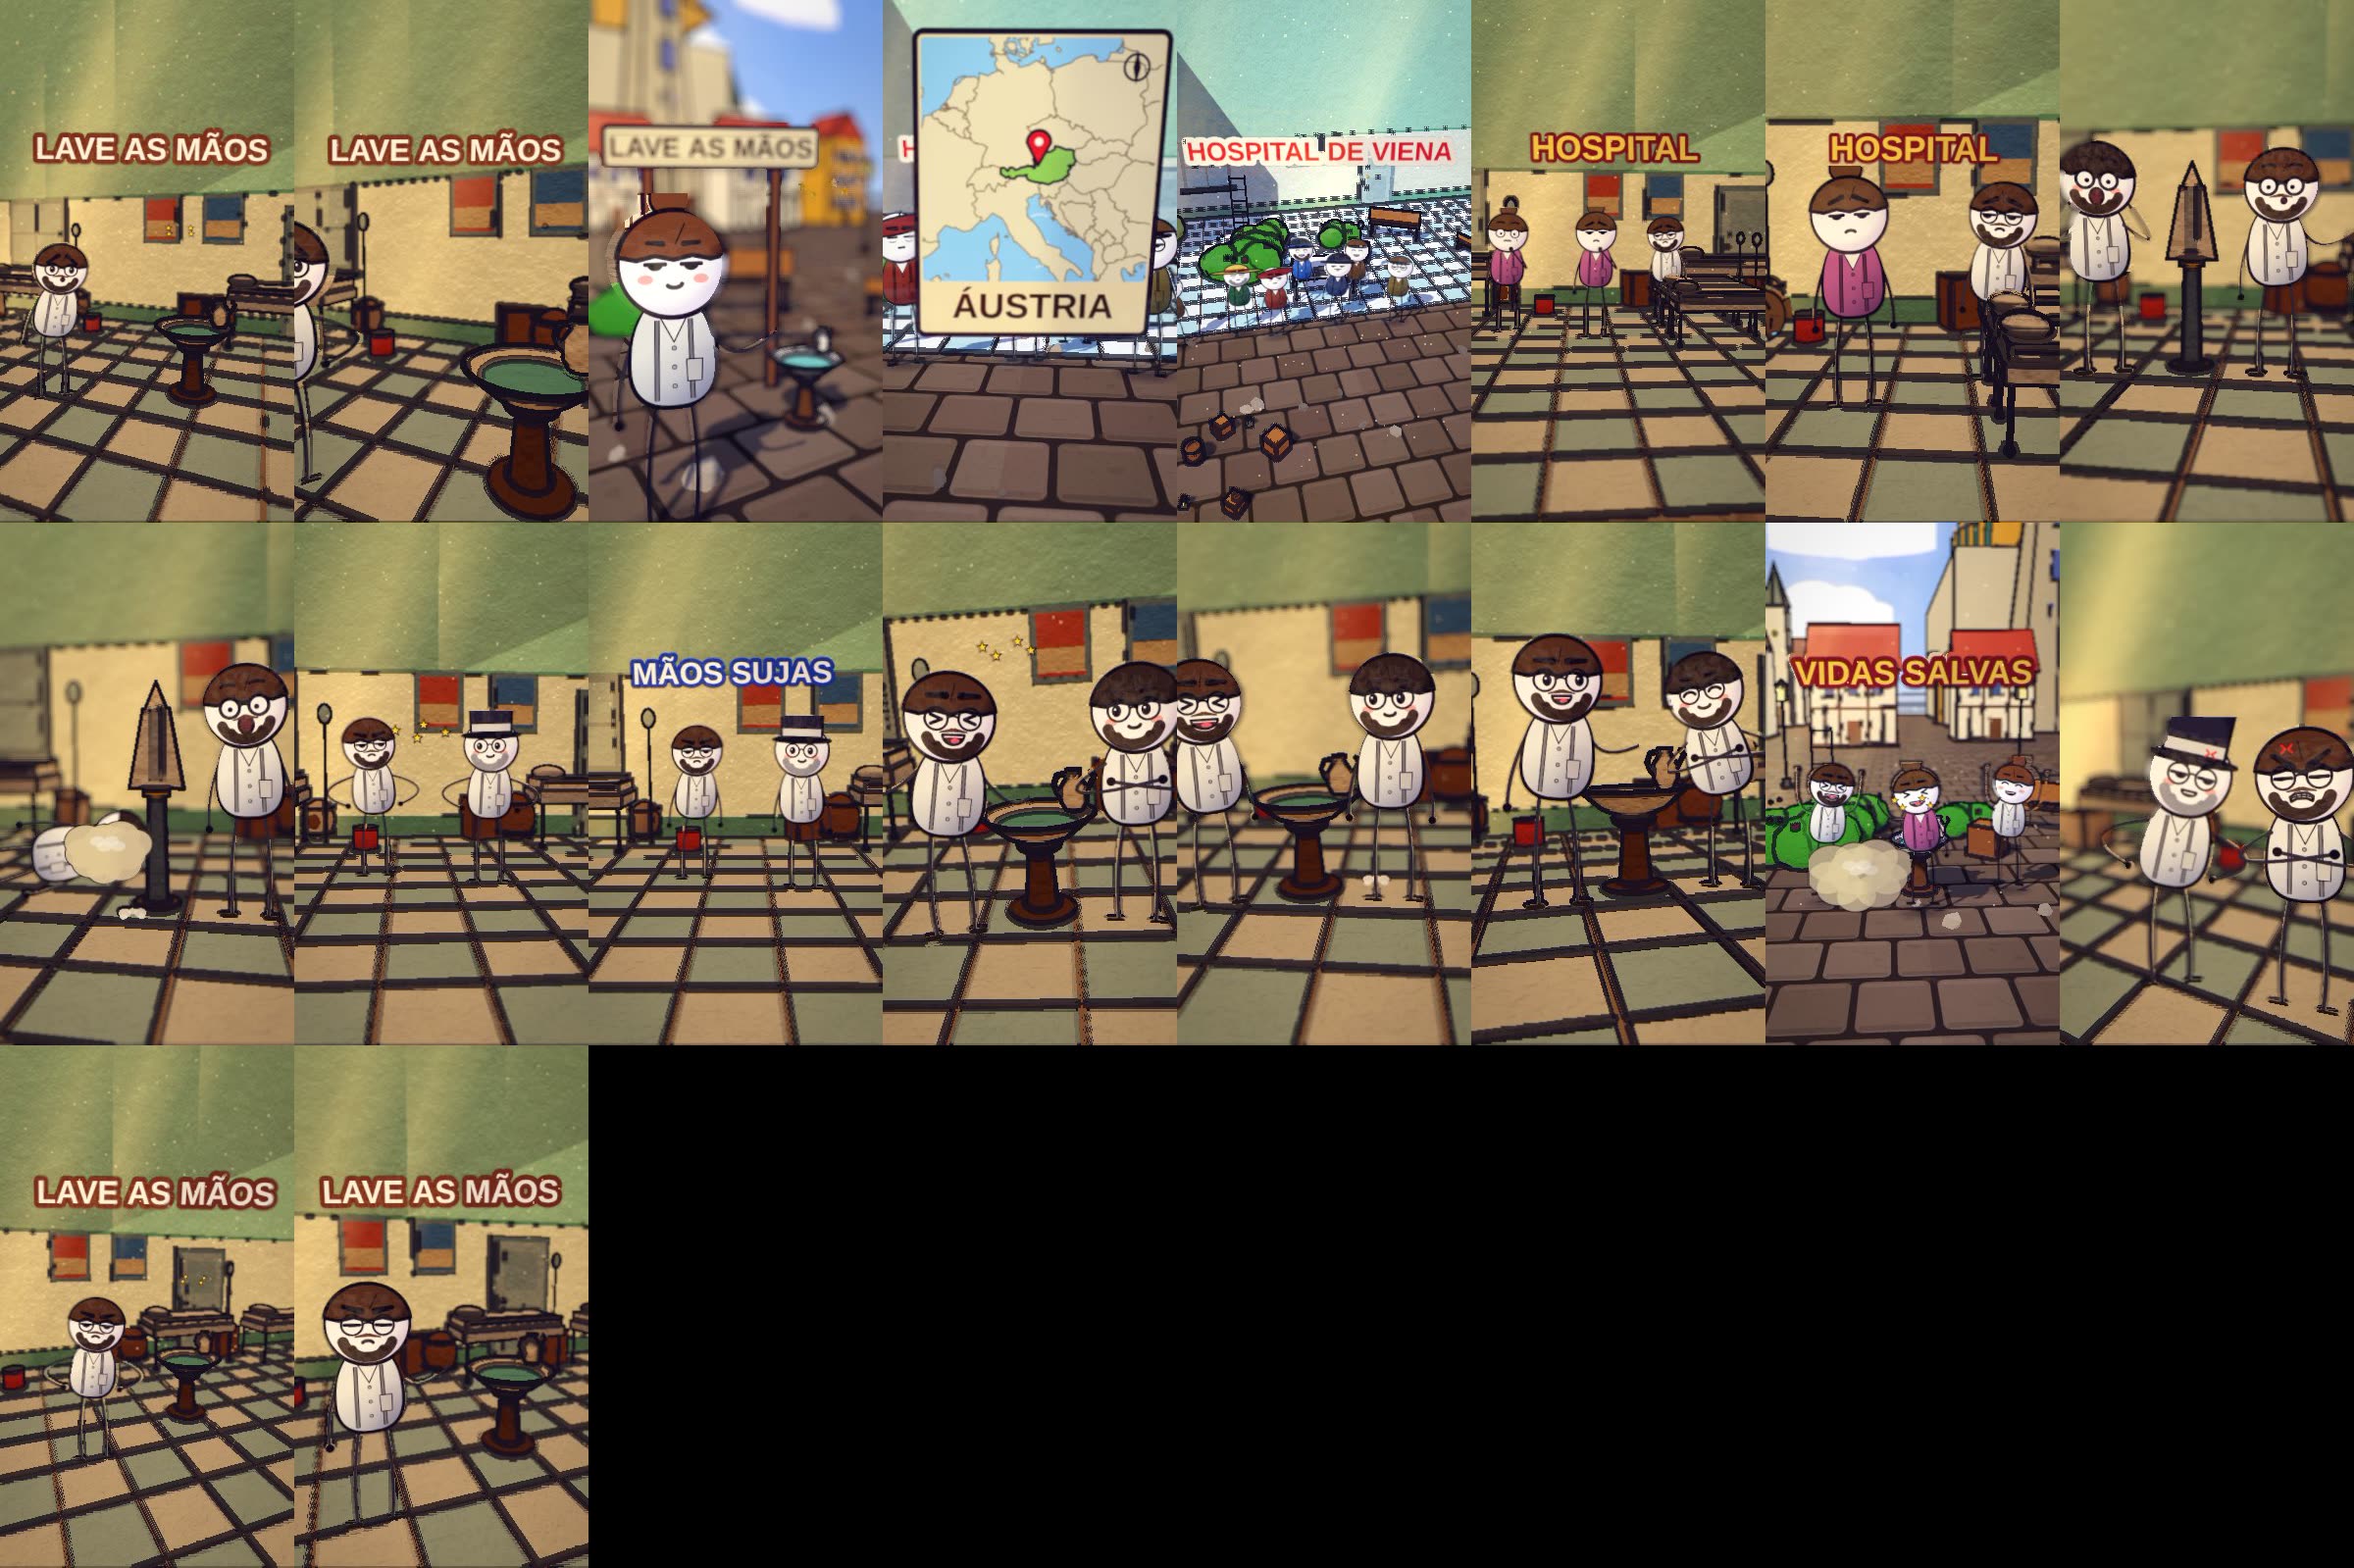 LAVE AS MÃOS
LAVE AS MÃOS
LAVE AS MÃOS
H
ÁUSTRIA
HOSPITAL DE VIENA
HOSPITAL
HOSPITAL
MÃOS SUJAS
VIDAS SALVAS
LAVE AS MÃOS
LAVE AS MÃOS